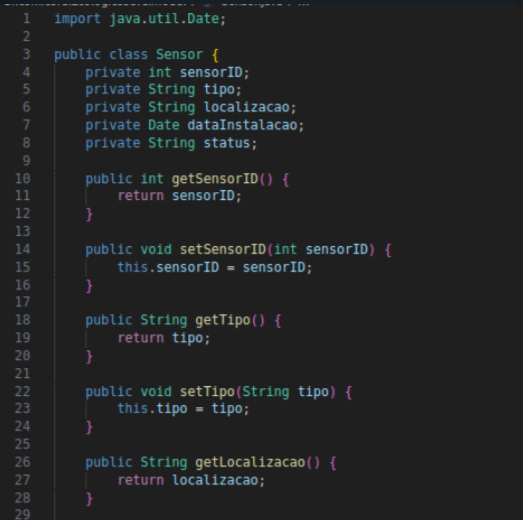 1 import java.util.Date;
2
3 public class Sensor {
4 private int sensorID;
5 private String tipo;
6 private String localizacao;
7 private Date dataInstalacao;
8 private String status;
9
10 public int getSensorID() {
11 return sensorID;
12 }
13
14 public void setSensorID(int sensorID) {
15 this.sensorID = sensorID;
16 }
17
18 public String getTipo() {
19 return tipo;
20 }
21
22 public void setTipo(String tipo) {
23 this.tipo = tipo;
24 }
25
26 public String getLocalizacao() {
27 return localizacao;
28 }
29